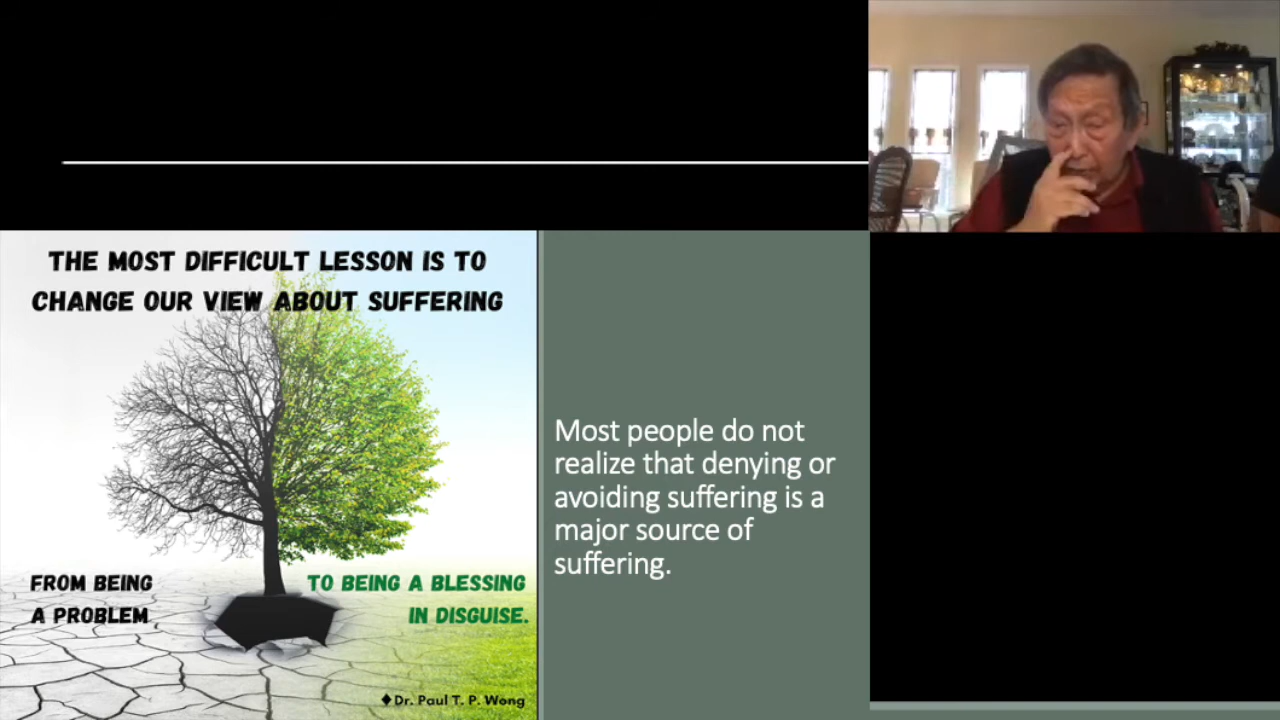 THE MOST DIFFICULT LESSON IS TO
CHANGE OUR VIEW ABOUT SUFFERING
FROM BEING
A PROBLEM
TO BEING A BLESSING
IN DISGUISE.
♦Dr. Paul T. P. Wong
Most people do not
realize that denying or
avoiding suffering is a
major source of
suffering.